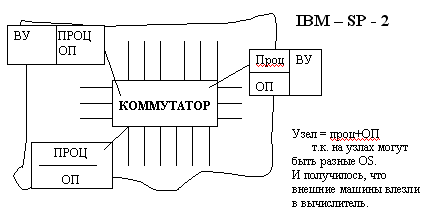 IBM – SP - 2
ВУ
ПРОЦ
ОП
Проц
ВУ
ОП
КОММУТАТОР
ПРОЦ
ОП
Узел = проц+ОП
т.к. на узлах могут
быть разные OS.
И получилось, что
внешние машины влезли
в вычислитель.